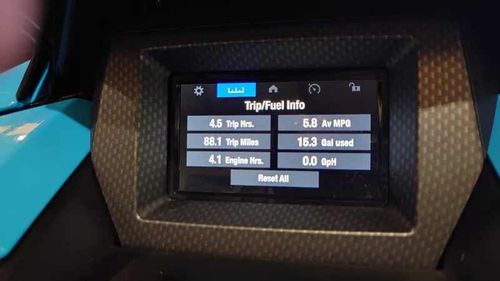 Trip/Fuel Info
4.5 Trip Hrs. 5.8 Av MPG
88.1 Trip Miles 15.3 Gal used
4.1 Engine Hrs. 0.0 GpH
Reset All